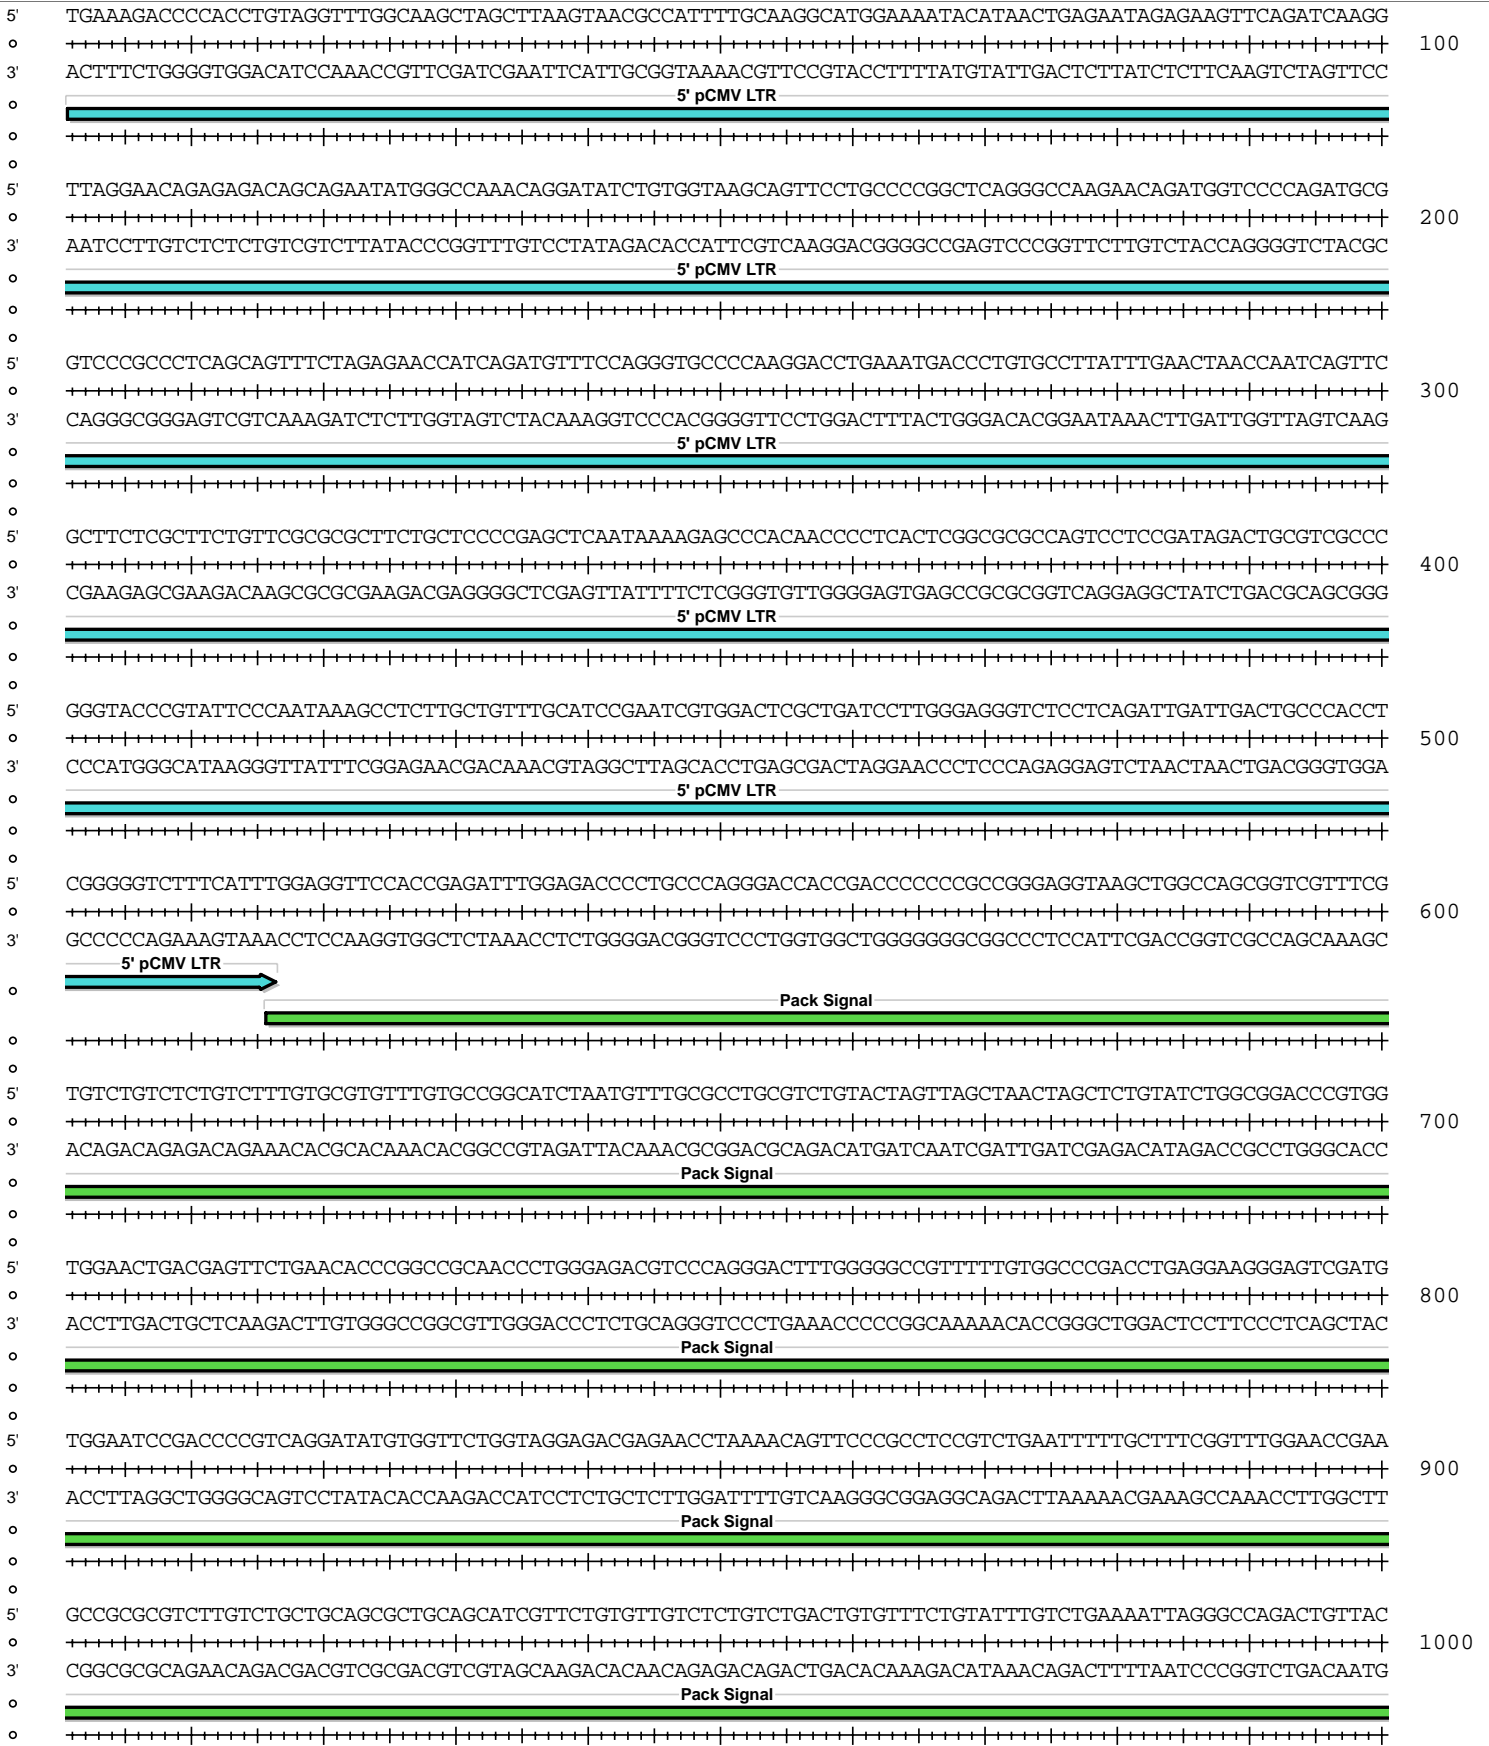 5' TGAAAGACCCCACCTGTAGGTTTGGCAAGCTAGCTTAAGTAACGCCATTTTGCAAGGCATGGAAAATACATAACTGAGAATAGAGAAGTTCAGATCAAGG
100
3' ACTTTCTGGGGTGGACATCCAAACCGTTCGATCGAATTCATTGCGGTAAAACGTTCCGTACCTTTTATGTATTGACTCTTATCTCTTCAAGTCTAGTTCC
5' pCMV LTR
5' TTAGGAACAGAGAGACAGCAGAATATGGGCCAAACAGGATATCTGTGGTAAGCAGTTCCTGCCCCGGCTCAGGGCCAAGAACAGATGGTCCCCAGATGCG
200
3' AATCCTTGTCTCTCTGTCGTCTTATACCCGGTTTGTCCTATAGACACCATTCGTCAAGGACGGGGCCGAGTCCCGGTTCTTGTCTACCAGGGGTCTACGC
5' pCMV LTR
5' GTCCCGCCCTCAGCAGTTTCTAGAGAACCATCAGATGTTTCCAGGGTGCCCCAAGGACCTGAAATGACCCTGTGCCTTATTTGAACTAACCAATCAGTTC
300
3' CAGGGCGGGAGTCGTCAAAGATCTCTTGGTAGTCTACAAAGGTCCCACGGGGTTCCTGGACTTTACTGGGACACGGAATAAACTTGATTGGTTAGTCAAG
5' pCMV LTR
5' GCTTCTCGCTTCTGTTCGCGCGCTTCTGCTCCCCGAGCTCAATAAAAGAGCCCACAACCCCTCACTCGGCGCGCCAGTCCTCCGATAGACTGCGTCGCCC
400
3' CGAAGAGCGAAGACAAGCGCGCGAAGACGAGGGGCTCGAGTTATTTTCTCGGGTGTTGGGGAGTGAGCCGCGCGGTCAGGAGGCTATCTGACGCAGCGGG
5' pCMV LTR
5' GGGTACCCGTATTCCCAATAAAGCCTCTTGCTGTTTGCATCCGAATCGTGGACTCGCTGATCCTTGGGAGGGTCTCCTCAGATTGATTGACTGCCCACCT
500
3' CCCATGGGCATAAGGGTTATTTCGGAGAACGACAAACGTAGGCTTAGCACCTGAGCGACTAGGAACCCTCCCAGAGGAGTCTAACTAACTGACGGGTGGA
5' pCMV LTR
5' CGGGGGTCTTTCATTTGGAGGTTCCACCGAGATTTGGAGACCCCTGCCCAGGGACCACCGACCCCCCCGCCGGGAGGTAAGCTGGCCAGCGGTCGTTTCG
600
3' GCCCCCAGAAAGTAAACCTCCAAGGTGGCTCTAAACCTCTGGGGACGGGTCCCTGGTGGCTGGGGGGGCGGCCCTCCATTCGACCGGTCGCCAGCAAAGC
5' pCMV LTR
Pack Signal
5' TGTCTGTCTCTGTCTTTGTGCGTGTTTGTGCCGGCATCTAATGTTTGCGCCTGCGTCTGTACTAGTTAGCTAACTAGCTCTGTATCTGGCGGACCCGTGG
700
3' ACAGACAGAGACAGAAACACGCACAAACACGGCCGTAGATTACAAACGCGGACGCAGACATGATCAATCGATTGATCGAGACATAGACCGCCTGGGCACC
Pack Signal
5' TGGAACTGACGAGTTCTGAACACCCGGCCGCAACCCTGGGAGACGTCCCAGGGACTTTGGGGGCCGTTTTTGTGGCCCGACCTGAGGAAGGGAGTCGATG
800
3' ACCTTGACTGCTCAAGACTTGTGGGCCGGCGTTGGGACCCTCTGCAGGGTCCCTGAAACCCCCGGCAAAAACACCGGGCTGGACTCCTTCCCTCAGCTAC
Pack Signal
5' TGGAATCCGACCCCGTCAGGATATGTGGTTCTGGTAGGAGACGAGAACCTAAAACAGTTCCCGCCTCCGTCTGAATTTTTGCTTTCGGTTTGGAACCGAA
900
3' ACCTTAGGCTGGGGCAGTCCTATACACCAAGACCATCCTCTGCTCTTGGATTTTGTCAAGGGCGGAGGCAGACTTAAAAACGAAAGCCAAACCTTGGCTT
Pack Signal
5' GCCGCGCGTCTTGTCTGCTGCAGCGCTGCAGCATCGTTCTGTGTTGTCTCTGTCTGACTGTGTTTCTGTATTTGTCTGAAAATTAGGGCCAGACTGTTAC
1000
3' CGGCGCGCAGAACAGACGACGTCGCGACGTCGTAGCAAGACACAACAGAGACAGACTGACACAAAGACATAAACAGACTTTTAATCCCGGTCTGACAATG
Pack Signal